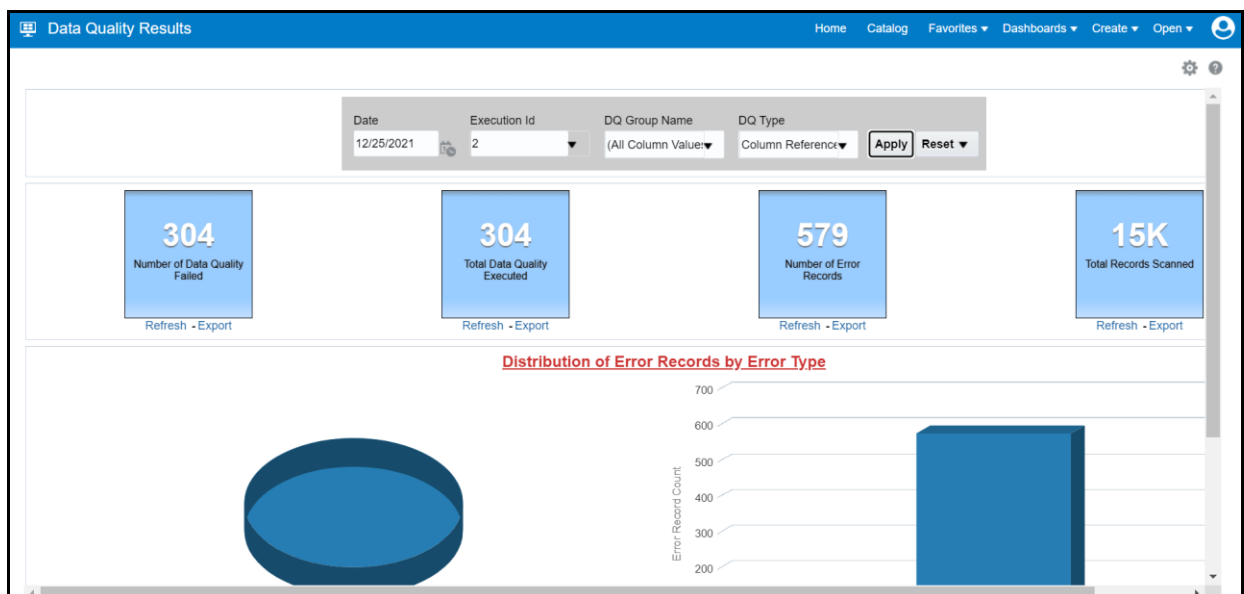 Data Quality Results
Home Catalog Favorites Dashboards Create Open
Date Execution Id DQ Group Name DQ Type
12/25/2021 2 (All Column Value: Column Reference Apply Reset
304
Number of Data Quality
Failed
Refresh - Export
304
Total Data Quality
Executed
Refresh - Export
579
Number of Error
Records
Refresh - Export
15K
Total Records Scanned
Refresh - Export
Distribution of Error Records by Error Type
Error Record Count
700
600
500
400
300
200